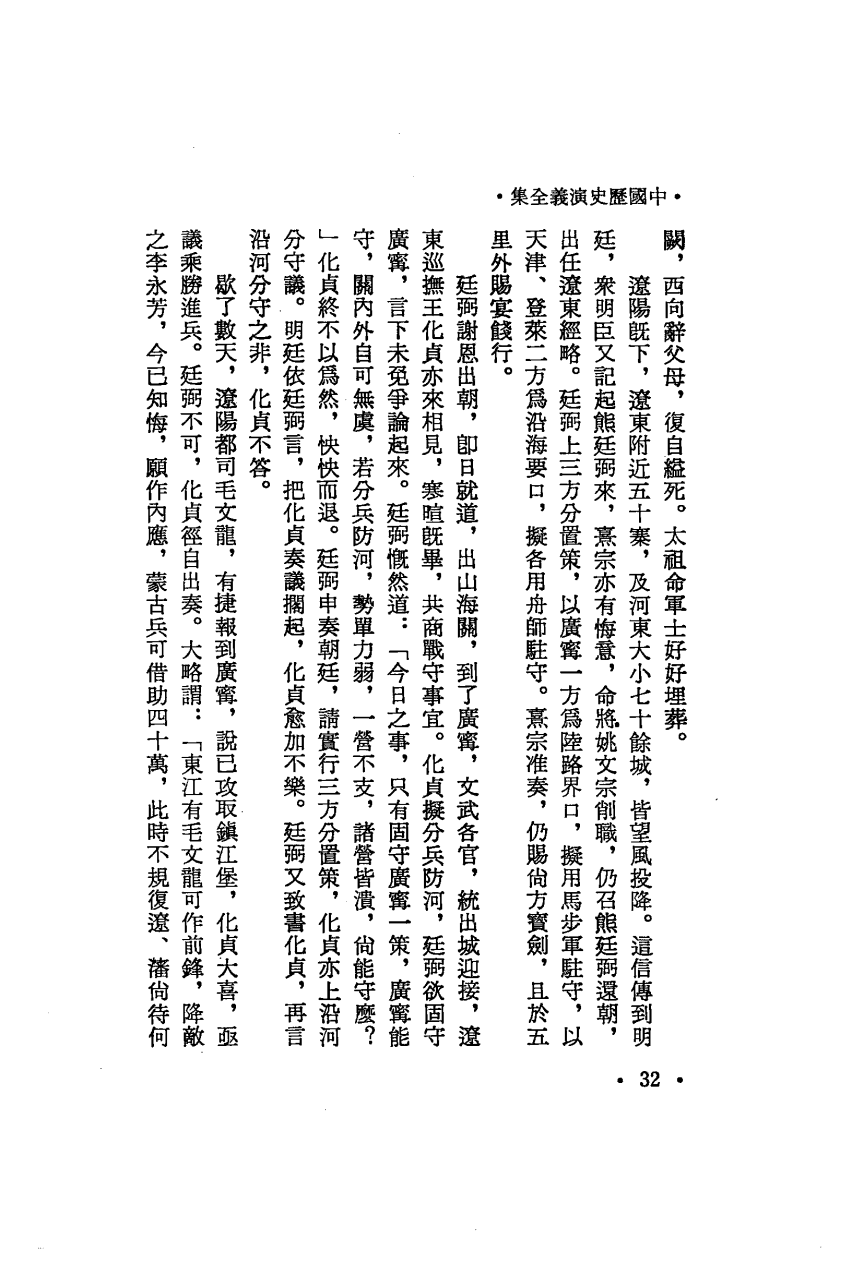 ·中國歷史演義全集·
闕，西向辭父母，復自縊死。太祖命軍士好好埋葬。
遼陽既下，遼東附近五十寨，及河東大小七十餘城，皆望風投降。這信傳到明
廷，衆明臣又記起熊廷弼來，熹宗亦有悔意，命將姚文宗削職，仍召熊廷弼還朝，
出任遼東經略。廷弼上三方分置策，以廣寗一方爲陸路界口，擬用馬步軍駐守，以
天津、登萊二方爲沿海要口，擬各用舟師駐守。熹宗准奏，仍賜尙方寶劍，且於五
里外賜宴餞行。
廷弼謝恩出朝，卽日就道，出山海關，到了廣寗，文武各官，統出城迎接，遼
東巡撫王化貞亦來相見，寒暄既畢，共商戰守事宜。化貞擬分兵防河，廷弼欲固守
廣寗，言下未免爭論起來。廷弼慨然道：「今日之事，只有固守廣寗一策，廣寗能
守，關內外自可無虞，若分兵防河，勢單力弱，一營不支，諸營皆潰，尙能守麼？
」化貞終不以爲然，怏怏而退。廷弼申奏朝廷，請實行三方分置策，化貞亦上沿河
分守議。明廷依廷弼言，把化貞奏議擱起，化貞愈加不樂。廷弼又致書化貞，再言
沿河分守之非，化貞不答。
歇了數天，遼陽都司毛文龍，有捷報到廣寗，說已攻取鎭江堡，化貞大喜，亟
議乘勝進兵。廷弼不可，化貞徑自出奏。大略謂：「東江有毛文龍可作前鋒，降敵
之李永芳，今已知悔，願作內應，蒙古兵可借助四十萬，此時不規復遼、藩尙待何
·32·